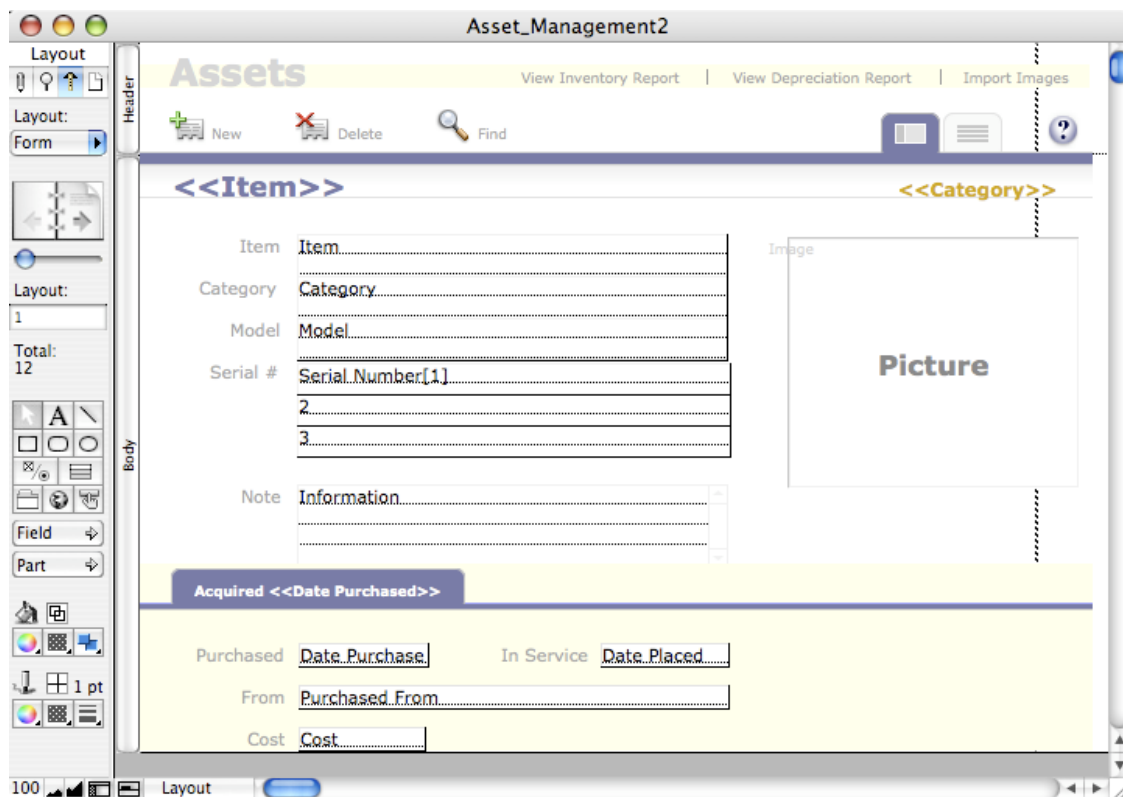 Asset_Management2
Layout
Layout:
Form
Layout:
1
Total:
12
A
Field
Part
1 pt
100
Layout
Header
Body
Assets
View Inventory Report | View Depreciation Report | Import Images
New Delete Find ?
<<Item>> <<Category>>
Item Item
Category Category
Model Model
Serial # Serial Number[1]
2
3
Image
Picture
Note Information
Acquired <<Date Purchased>>
Purchased Date Purchase In Service Date Placed
From Purchased From
Cost Cost